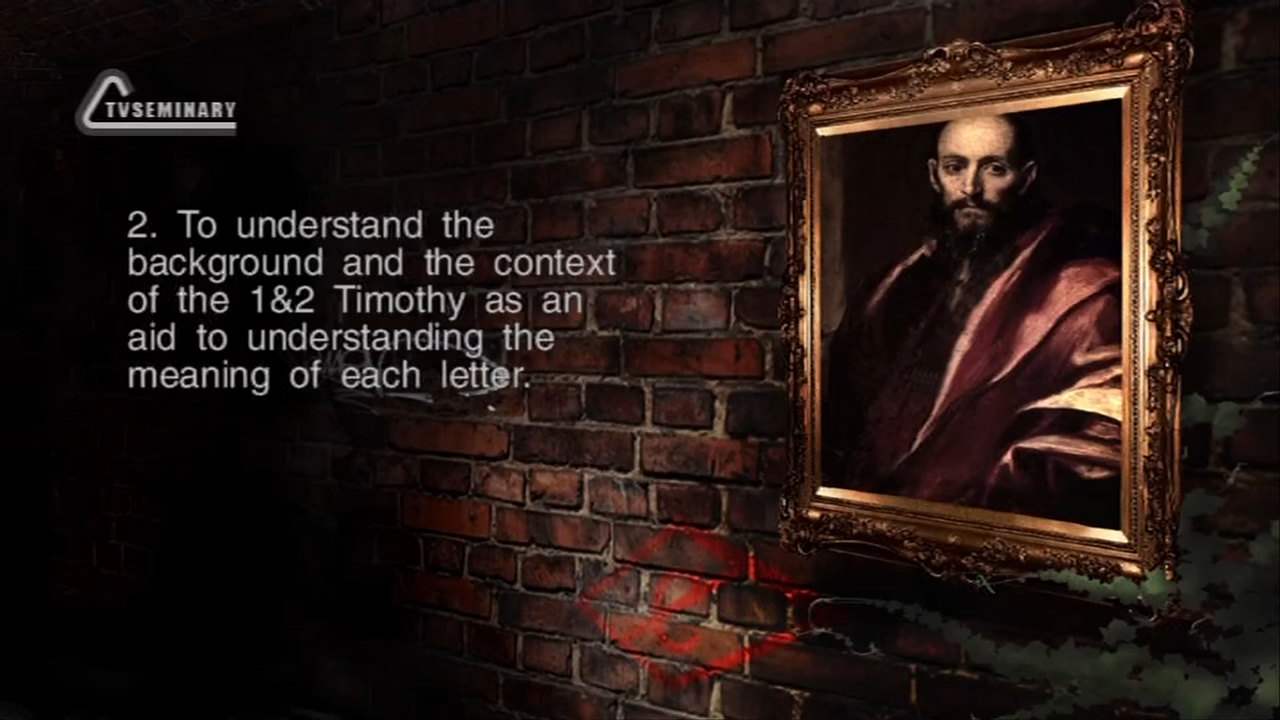 TVSEMINARY
2. To understand the
background and the context
of the 1&2 Timothy as an
aid to understanding the
meaning of each letter.